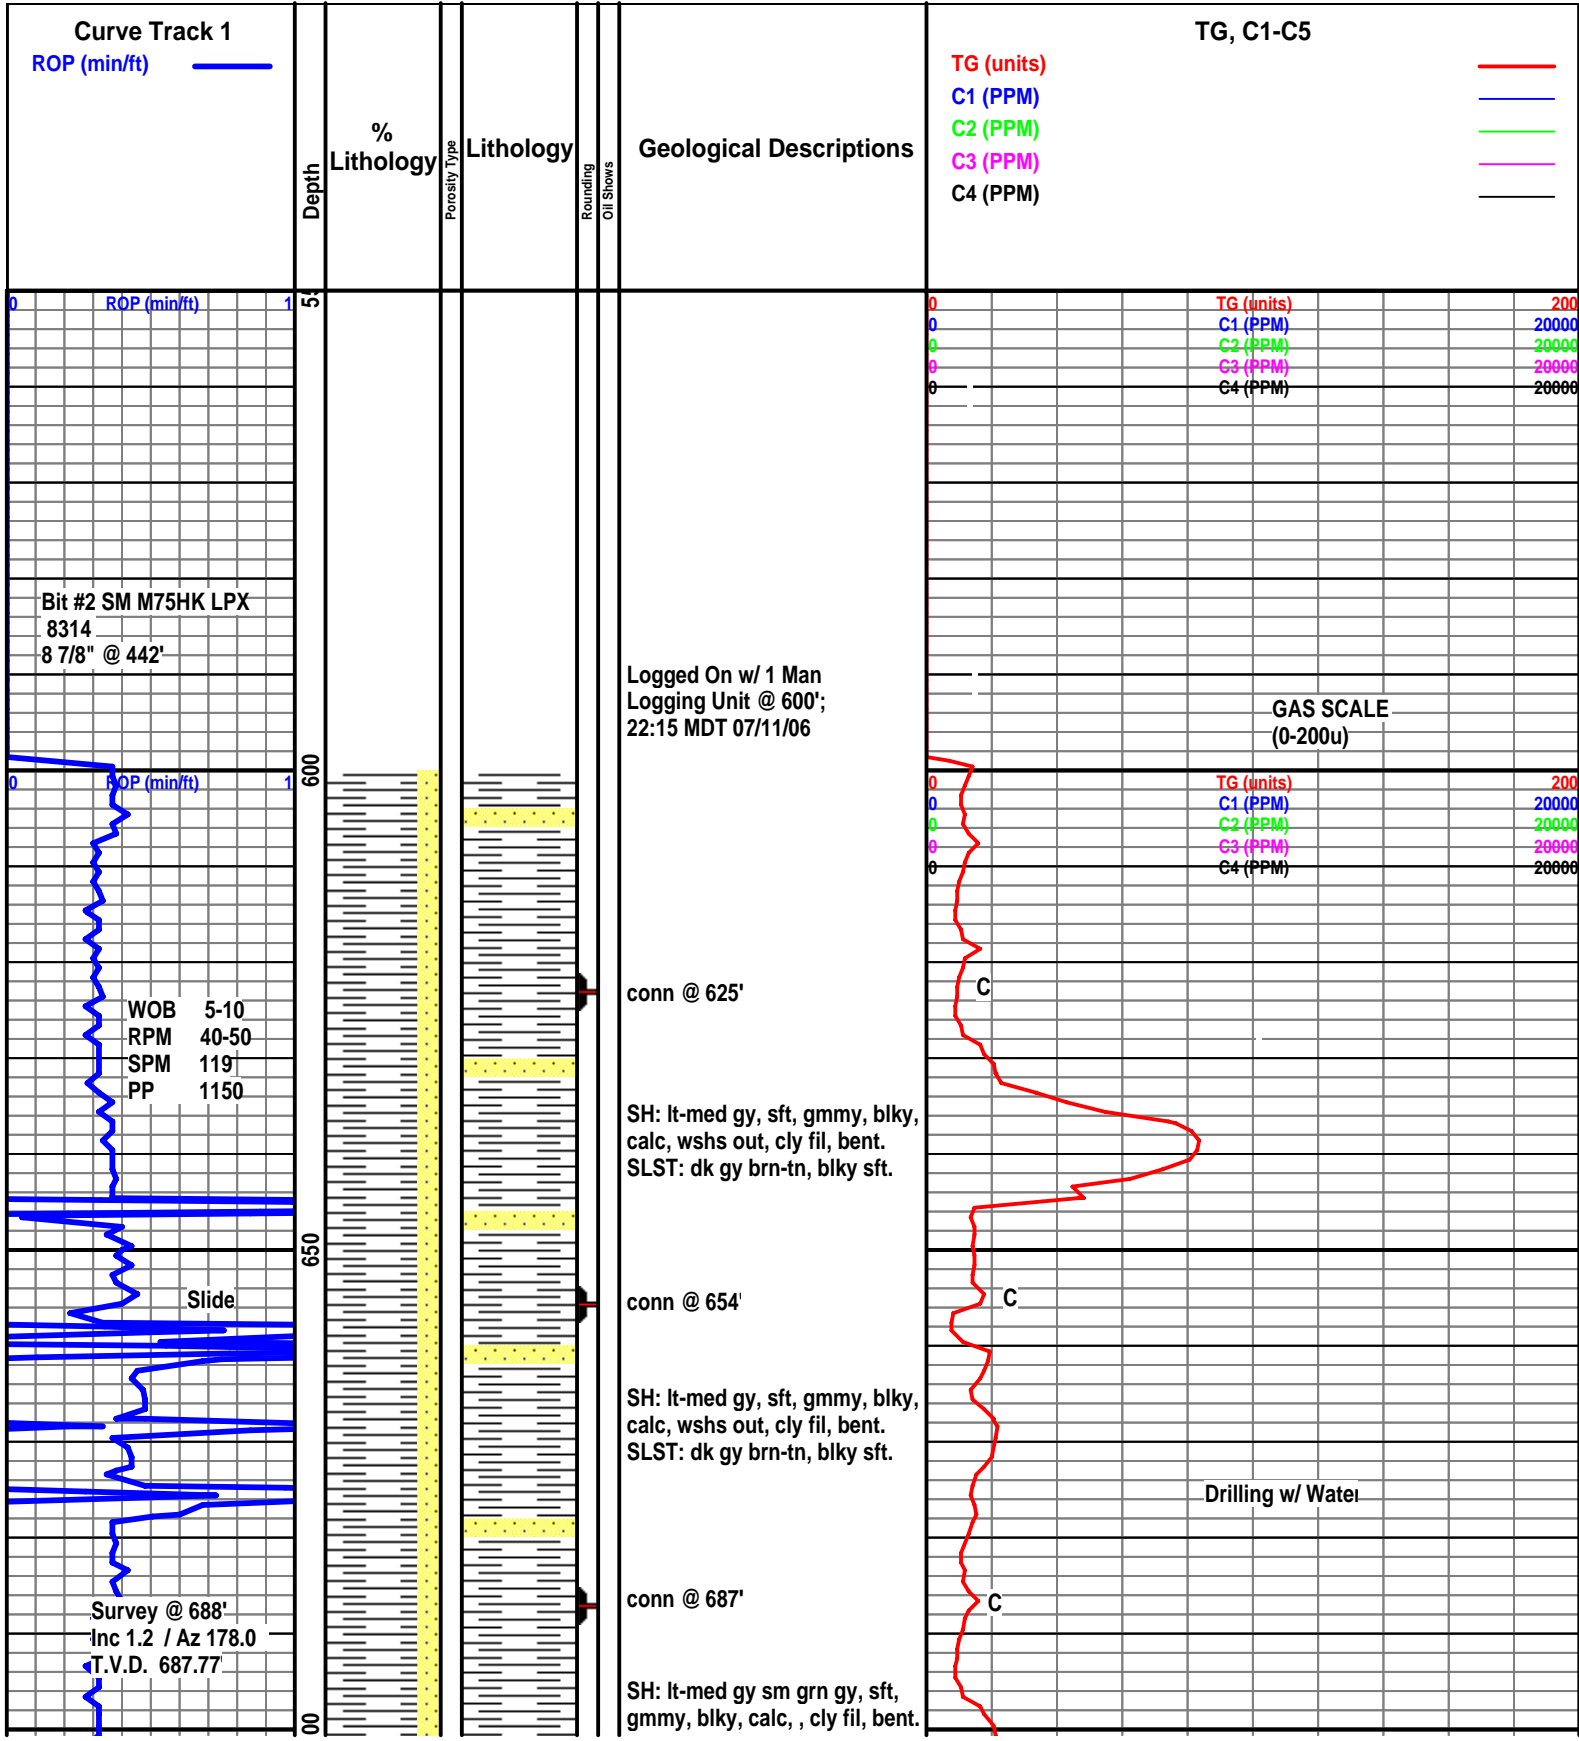 Curve Track 1
ROP (min/ft)
Depth
%
Lithology
Porosity Type
Lithology
Rounding
Oil Shows
Geological Descriptions
TG, C1-C5
TG (units)
C1 (PPM)
C2 (PPM)
C3 (PPM)
C4 (PPM)
0 ROP (min/ft) 1
0 TG (units) 200
0 C1 (PPM) 20000
0 C2 (PPM) 20000
0 C3 (PPM) 20000
0 C4 (PPM) 20000
Bit #2 SM M75HK LPX
8314
8 7/8" @ 442'
Logged On w/ 1 Man
Logging Unit @ 600';
22:15 MDT 07/11/06
GAS SCALE
(0-200u)
600
0 ROP (min/ft) 1
0 TG (units) 200
0 C1 (PPM) 20000
0 C2 (PPM) 20000
0 C3 (PPM) 20000
0 C4 (PPM) 20000
conn @ 625'
C
WOB 5-10
RPM 40-50
SPM 119
PP 1150
SH: lt-med gy, sft, gmmy, blky,
calc, wshs out, cly fil, bent.
SLST: dk gy brn-tn, blky sft.
650
Slide
conn @ 654'
C
SH: lt-med gy, sft, gmmy, blky,
calc, wshs out, cly fil, bent.
SLST: dk gy brn-tn, blky sft.
Drilling w/ Water
conn @ 687'
C
Survey @ 688'
Inc 1.2 / Az 178.0
T.V.D. 687.77'
SH: lt-med gy sm grn gy, sft,
gmmy, blky, calc, , cly fil, bent.
00